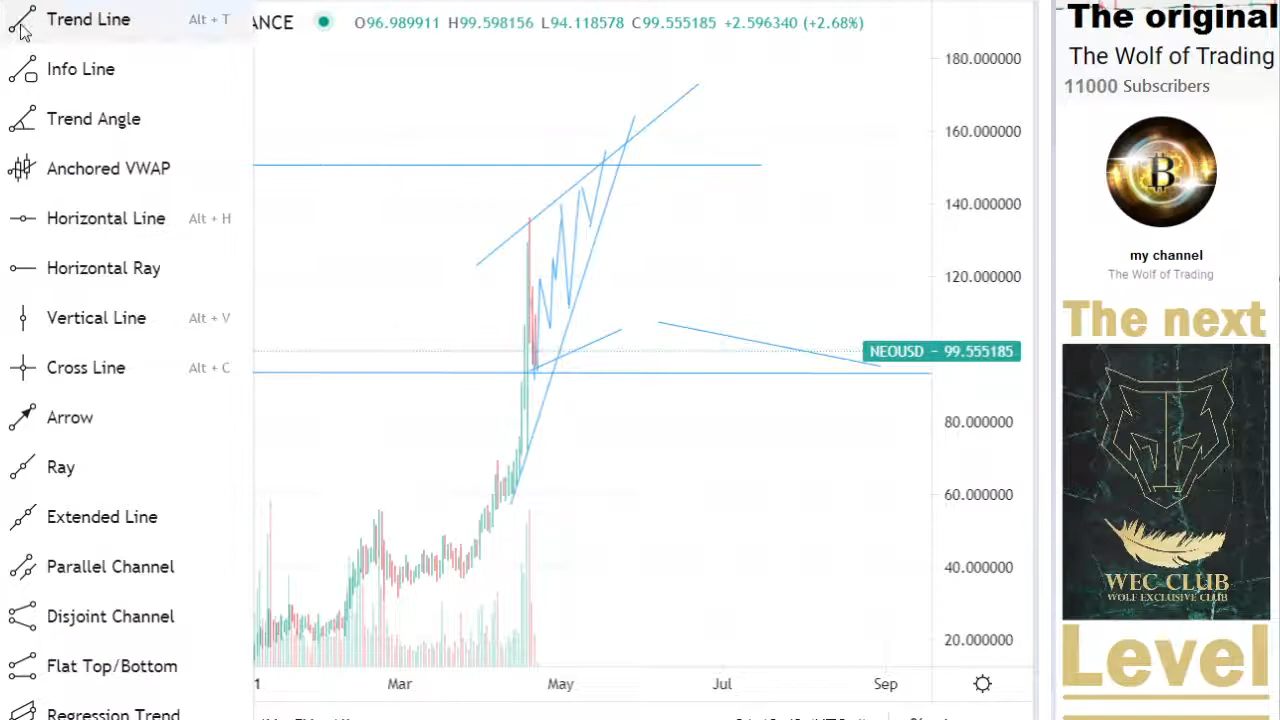 Trend Line Alt + T
Info Line
Trend Angle
Anchored VWAP
Horizontal Line Alt + H
Horizontal Ray
Vertical Line Alt + V
Cross Line Alt + C
Arrow
Ray
Extended Line
Parallel Channel
Disjoint Channel
Flat Top/Bottom
Regression Trend
ANCE O96.989911 H99.598156 L94.118578 C99.555185 +2.596340 (+2.68%)
180.000000
160.000000
140.000000
120.000000
NEOUSD - 99.555185
80.000000
60.000000
40.000000
20.000000
1 Mar May Jul Sep
The original
The Wolf of Trading
11000 Subscribers
B
my channel
The Wolf of Trading
The next
WEC CLUB
WOLF EXCLUSIVE CLUB
Level